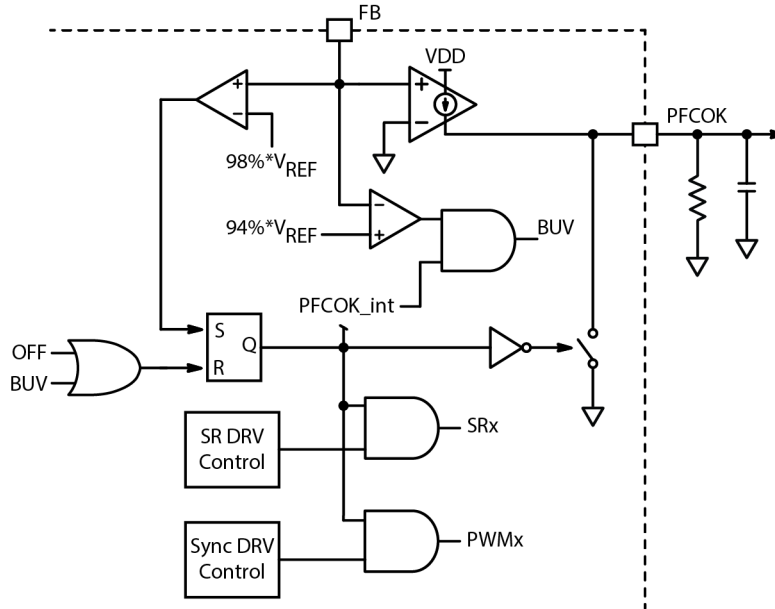 FB
VDD
+
−
+
−
PFCOK
98%*VREF
−
+
94%*VREF
BUV
PFCOK_int
S
Q
R
OFF
BUV
SR DRV
Control
SRx
Sync DRV
Control
PWMx